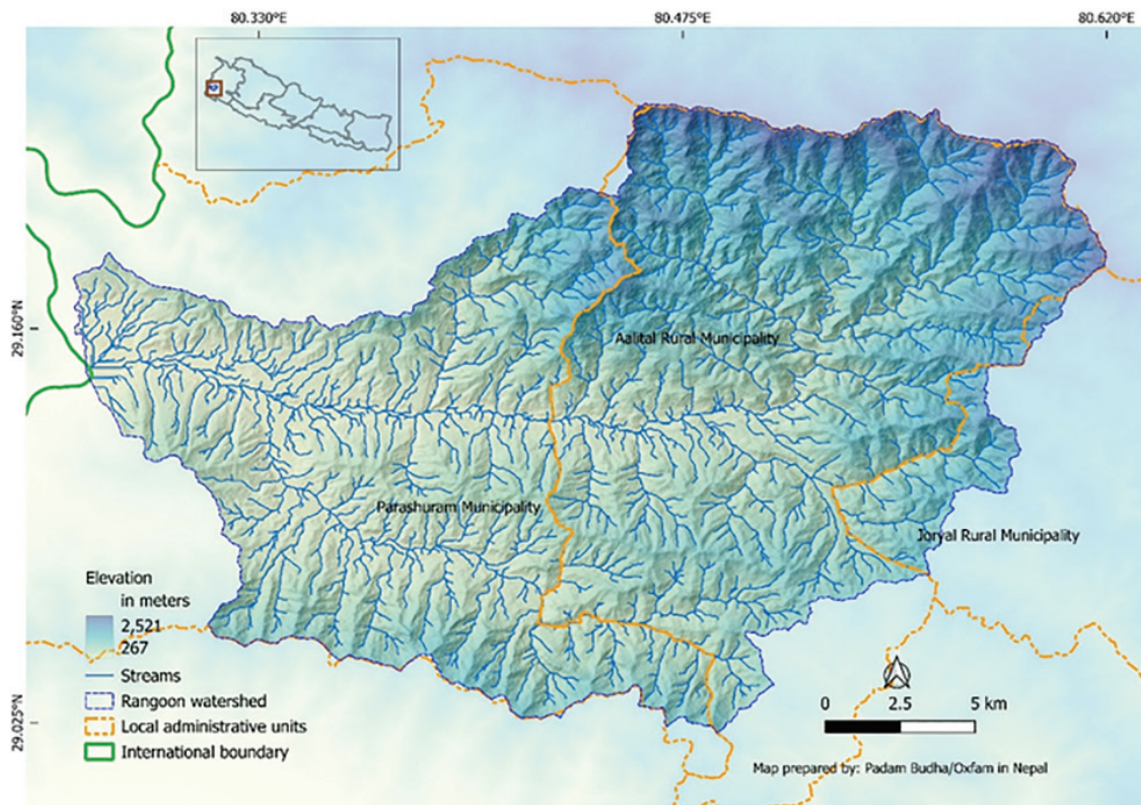 80.330°E
80.475°E
80.620°E
29.160°N
29.025°N
Aalital Rural Municipality
Parashuram Municipality
Joryal Rural Municipality
Elevation
in meters
2,521
267
Streams
Rangoon watershed
Local administrative units
International boundary
0 2.5 5 km
Map prepared by: Padam Budha/Oxfam in Nepal